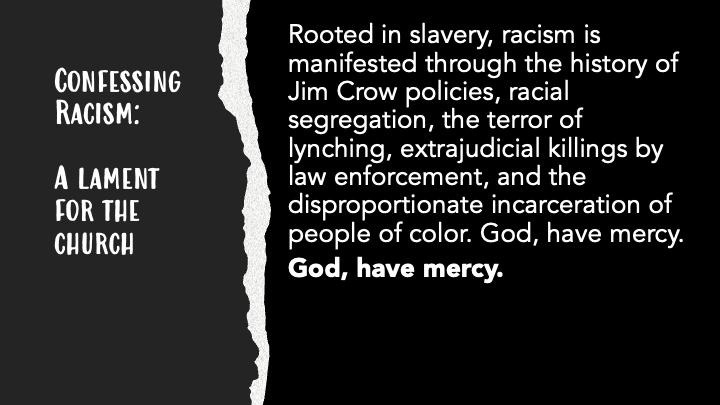 Confessing
Racism:
A lament
for the
church
Rooted in slavery, racism is
manifested through the history of
Jim Crow policies, racial
segregation, the terror of
lynching, extrajudicial killings by
law enforcement, and the
disproportionate incarceration of
people of color. God, have mercy.
God, have mercy.